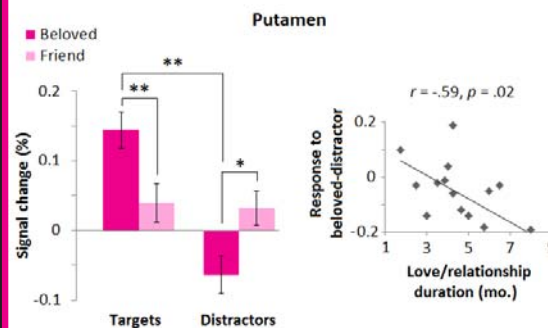 Putamen
Beloved
Friend
**
**
*
0.2
0.1
0
-0.1
Signal change (%)
Targets Distractors
r = -.59, p = .02
Response to
beloved-distractor
0.2
0
-0.2
1 3 5 7 9
Love/relationship
duration (mo.)